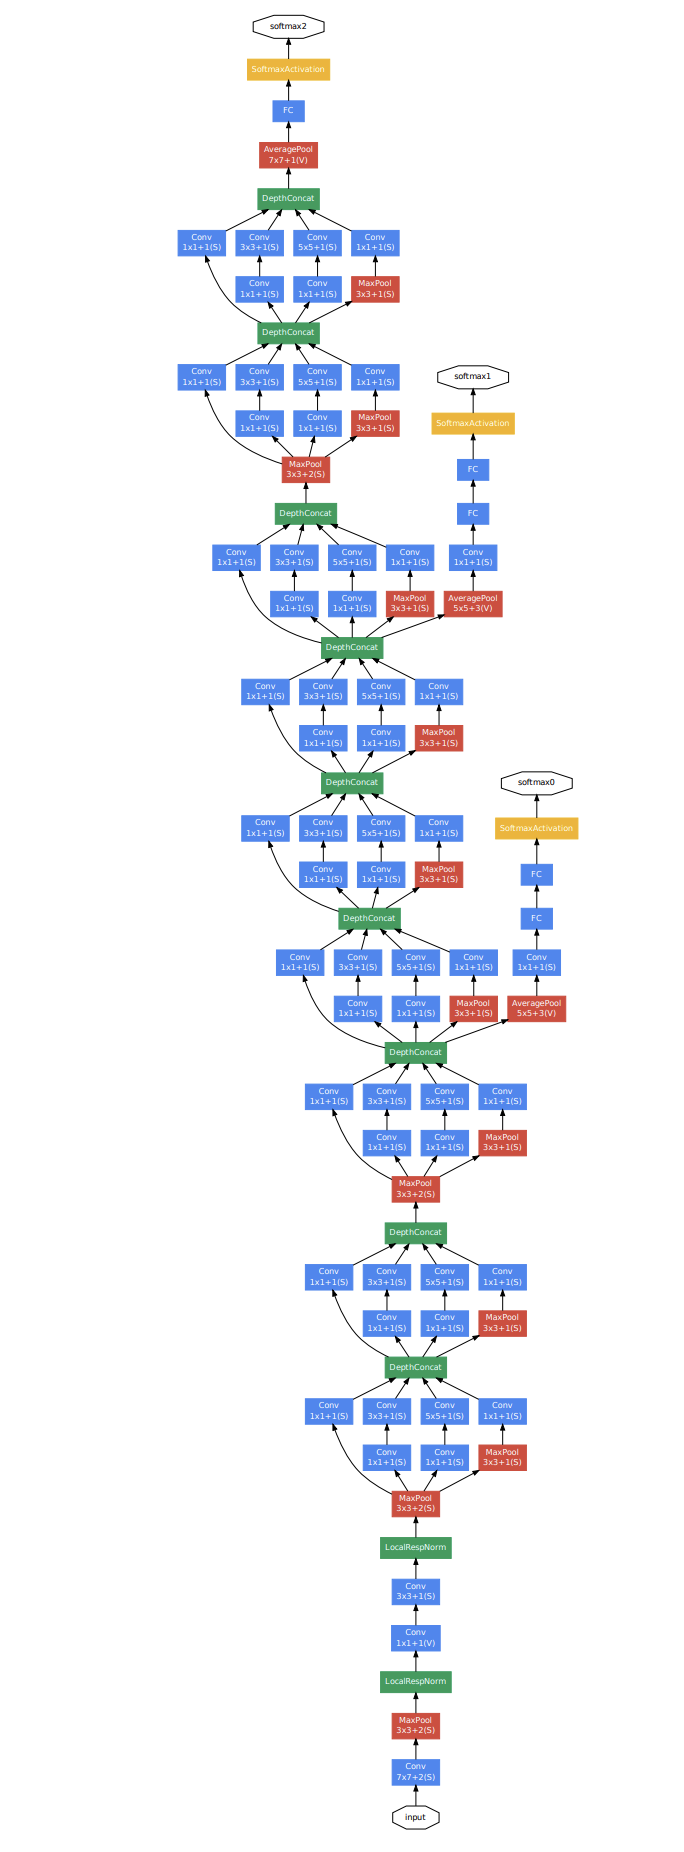 softmax2
SoftmaxActivation
FC
AveragePool
7x7+1(V)
DepthConcat
Conv Conv Conv Conv
1x1+1(S) 3x3+1(S) 5x5+1(S) 1x1+1(S)
Conv Conv MaxPool
1x1+1(S) 1x1+1(S) 3x3+1(S)
DepthConcat
Conv Conv Conv Conv
1x1+1(S) 3x3+1(S) 5x5+1(S) 1x1+1(S)
softmax1
Conv Conv MaxPool
1x1+1(S) 1x1+1(S) 3x3+1(S)
SoftmaxActivation
MaxPool
3x3+2(S)
FC
DepthConcat
FC
Conv Conv Conv Conv Conv
1x1+1(S) 3x3+1(S) 5x5+1(S) 1x1+1(S) 1x1+1(S)
Conv Conv MaxPool AveragePool
1x1+1(S) 1x1+1(S) 3x3+1(S) 5x5+3(V)
DepthConcat
Conv Conv Conv Conv
1x1+1(S) 3x3+1(S) 5x5+1(S) 1x1+1(S)
Conv Conv MaxPool
1x1+1(S) 1x1+1(S) 3x3+1(S)
DepthConcat
softmax0
Conv Conv Conv Conv
1x1+1(S) 3x3+1(S) 5x5+1(S) 1x1+1(S)
SoftmaxActivation
Conv Conv MaxPool
1x1+1(S) 1x1+1(S) 3x3+1(S)
FC
DepthConcat
FC
Conv Conv Conv Conv Conv
1x1+1(S) 3x3+1(S) 5x5+1(S) 1x1+1(S) 1x1+1(S)
Conv Conv MaxPool AveragePool
1x1+1(S) 1x1+1(S) 3x3+1(S) 5x5+3(V)
DepthConcat
Conv Conv Conv Conv
1x1+1(S) 3x3+1(S) 5x5+1(S) 1x1+1(S)
Conv Conv MaxPool
1x1+1(S) 1x1+1(S) 3x3+1(S)
MaxPool
3x3+2(S)
DepthConcat
Conv Conv Conv Conv
1x1+1(S) 3x3+1(S) 5x5+1(S) 1x1+1(S)
Conv Conv MaxPool
1x1+1(S) 1x1+1(S) 3x3+1(S)
DepthConcat
Conv Conv Conv Conv
1x1+1(S) 3x3+1(S) 5x5+1(S) 1x1+1(S)
Conv Conv MaxPool
1x1+1(S) 1x1+1(S) 3x3+1(S)
MaxPool
3x3+2(S)
LocalRespNorm
Conv
3x3+1(S)
Conv
1x1+1(V)
LocalRespNorm
MaxPool
3x3+2(S)
Conv
7x7+2(S)
input